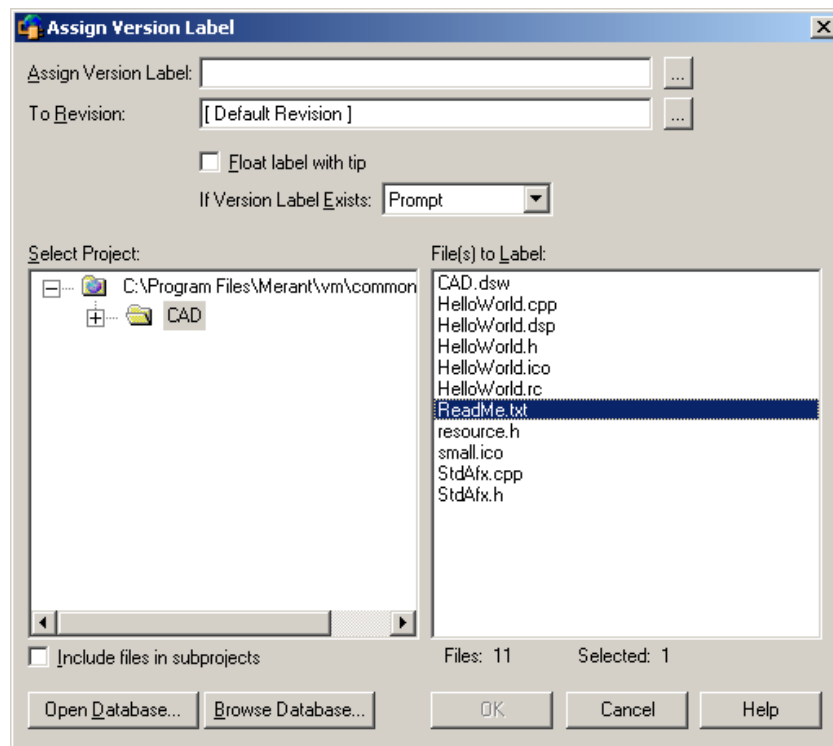 Assign Version Label
Assign Version Label:
...
To Revision:
[ Default Revision ]
...
Float label with tip
If Version Label Exists: Prompt
Select Project:
File(s) to Label:
C:\Program Files\Merant\vm\common
CAD
CAD.dsw
HelloWorld.cpp
HelloWorld.dsp
HelloWorld.h
HelloWorld.ico
HelloWorld.rc
ReadMe.txt
resource.h
small.ico
StdAfx.cpp
StdAfx.h
Include files in subprojects
Files: 11 Selected: 1
Open Database... Browse Database... OK Cancel Help